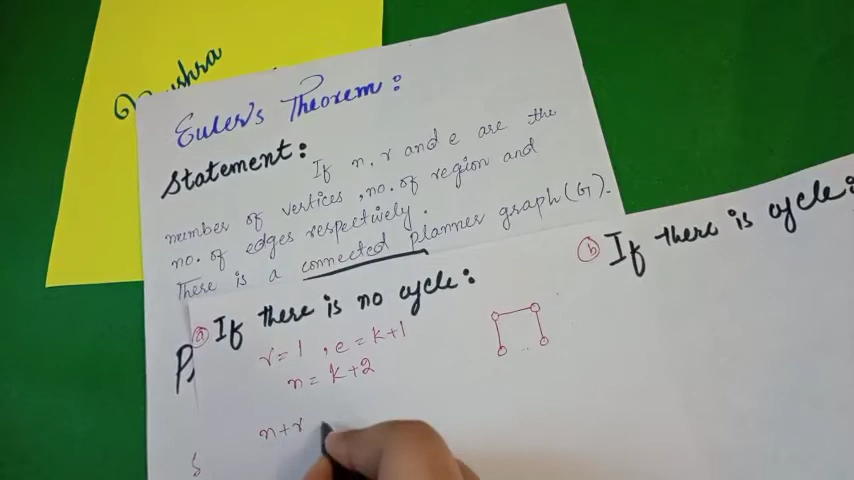 Euler's Theorem:
Statement:
If n, r and e are the
number of vertices, no. of region and
no. of edges respectively.
There is a connected planner graph (G).
(a) If there is no cycle:
r = 1 , e = k+1
n = k+2
n+r
(b) If there is cycle: